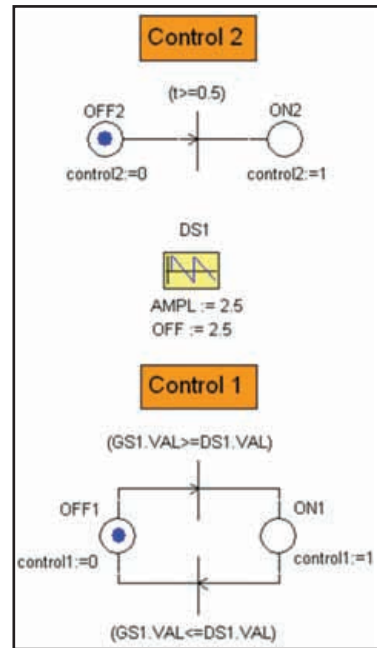 Control 2
(t>=0.5)
OFF2
ON2
control2:=0
control2:=1
DS1
AMPL := 2.5
OFF := 2.5
Control 1
(GS1.VAL>=DS1.VAL)
OFF1
ON1
control1:=0
control1:=1
(GS1.VAL<=DS1.VAL)